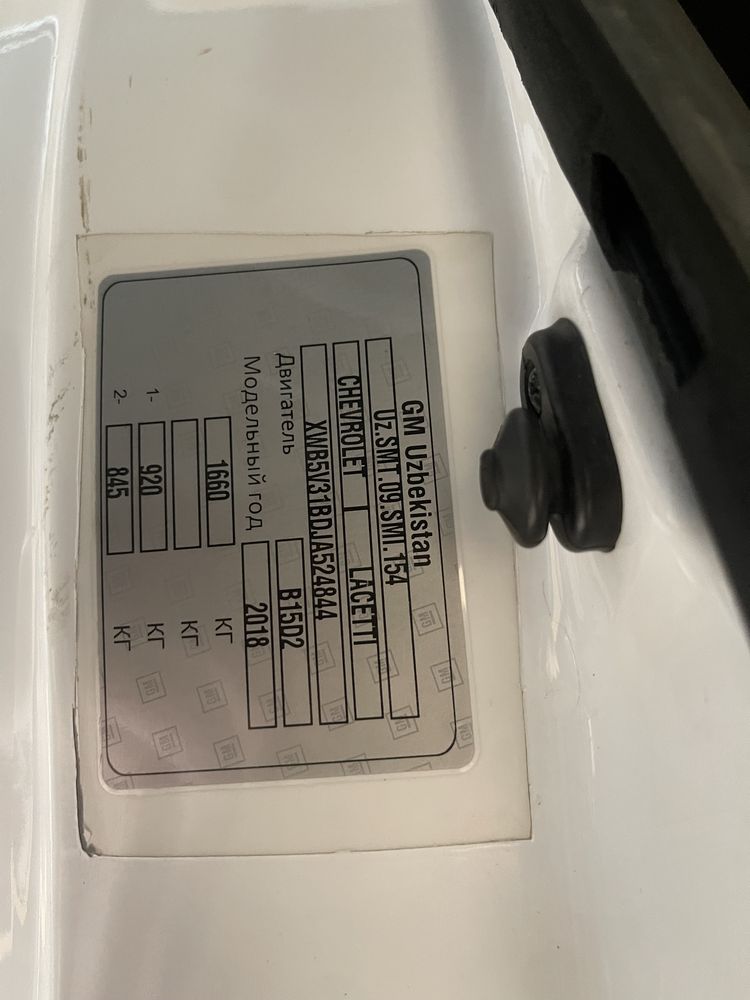 GM Uzbekistan
Uz.SMT.09.SMI.154
CHEVROLET | LACETTI
XWB5V31BDJA524844
Двигатель B15D2
Модельный год 2018
1660 КГ
КГ
1- 920 КГ
2- 845 КГ